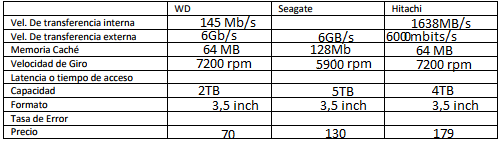 WD Seagate Hitachi
Vel. De transferencia interna 145 Mb/s 1638MB/s
Vel. De transferencia externa 6Gb/s 6GB/s 6000mbits/s
Memoria Caché 64 MB 128Mb 64 MB
Velocidad de Giro 7200 rpm 5900 rpm 7200 rpm
Latencia o tiempo de acceso
Capacidad 2TB 5TB 4TB
Formato 3,5 inch 3,5 inch 3,5 inch
Tasa de Error
Precio 70 130 179